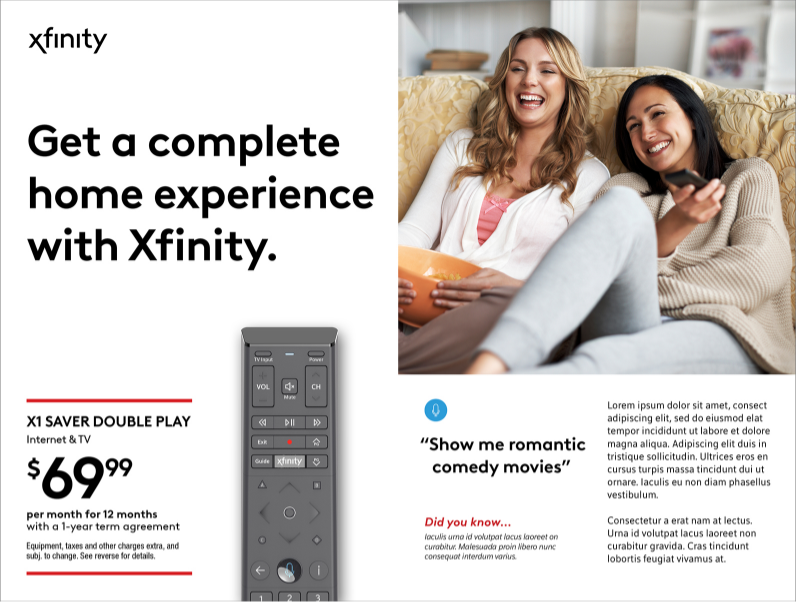 xfinity
Get a complete
home experience
with Xfinity.
X1 SAVER DOUBLE PLAY
Internet & TV
$69⁹⁹
per month for 12 months
with a 1-year term agreement
Equipment, taxes and other charges extra, and
subj. to change. See reverse for details.
TV Input
Power
VOL
CH
Mute
Exit
Guide
xfinity
1
2
3
“Show me romantic
comedy movies”
Did you know...
Iaculis urna id volutpat lacus laoreet on
curabitur. Malesuada proin libero nunc
consequat interdum varius.
Lorem ipsum dolor sit amet, consect
adipiscing elit, sed do eiusmod elat
tempor incididunt ut labore et dolore
magna aliqua. Adipiscing elit duis in
tristique sollicitudin. Ultrices eros en
cursus turpis massa tincidunt dui ut
ornare. Iaculis eu non diam phasellus
vestibulum.
Consectetur a erat nam at lectus.
Urna id volutpat lacus laoreet non
curabitur gravida. Cras tincidunt
lobortis feugiat vivamus at.